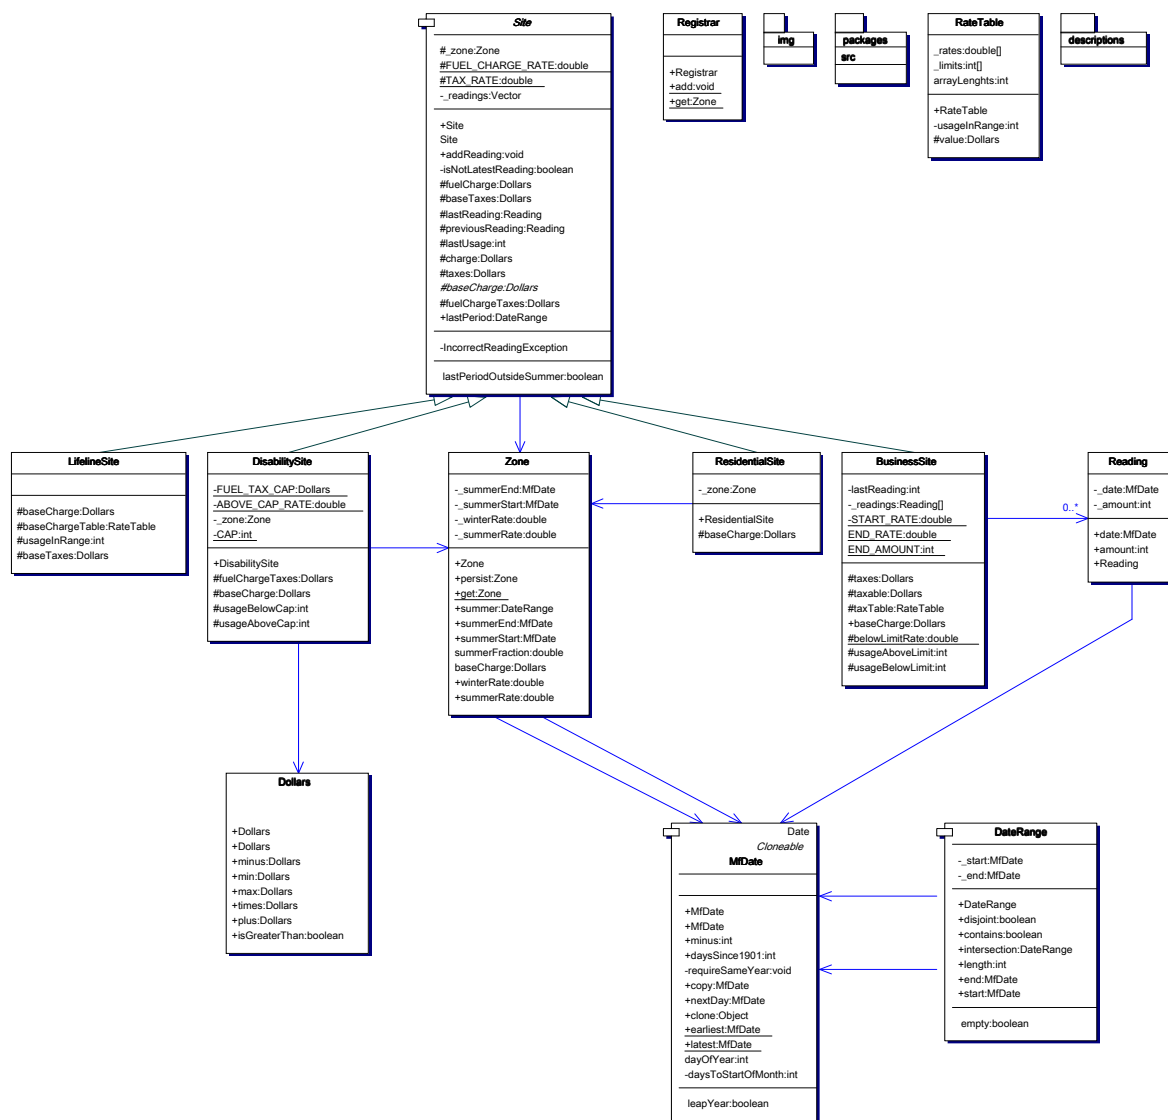 Site
#_zone:Zone
#FUEL_CHARGE_RATE:double
#TAX_RATE:double
-_readings:Vector
+Site
Site
+addReading:void
-isNotLatestReading:boolean
#fuelCharge:Dollars
#baseTaxes:Dollars
#lastReading:Reading
#previousReading:Reading
#lastUsage:int
#charge:Dollars
#taxes:Dollars
#baseCharge:Dollars
#fuelChargeTaxes:Dollars
+lastPeriod:DateRange
-IncorrectReadingException
lastPeriodOutsideSummer:boolean
Registrar
+Registrar
+add:void
+get:Zone
img
packages
src
RateTable
_rates:double[]
_limits:int[]
arrayLenghts:int
+RateTable
-usageInRange:int
#value:Dollars
descriptions
LifelineSite
#baseCharge:Dollars
#baseChargeTable:RateTable
#usageInRange:int
#baseTaxes:Dollars
DisabilitySite
-FUEL_TAX_CAP:Dollars
-ABOVE_CAP_RATE:double
-_zone:Zone
-CAP:int
+DisabilitySite
#fuelChargeTaxes:Dollars
#baseCharge:Dollars
#usageBelowCap:int
#usageAboveCap:int
Zone
-_summerEnd:MfDate
-_summerStart:MfDate
-_winterRate:double
-_summerRate:double
+Zone
+persist:Zone
+get:Zone
+summer:DateRange
+summerEnd:MfDate
+summerStart:MfDate
summerFraction:double
baseCharge:Dollars
+winterRate:double
+summerRate:double
ResidentialSite
-_zone:Zone
+ResidentialSite
#baseCharge:Dollars
BusinessSite
-lastReading:int
-_readings:Reading[]
-START_RATE:double
END_RATE:double
END_AMOUNT:int
#taxes:Dollars
#taxable:Dollars
#taxTable:RateTable
+baseCharge:Dollars
#belowLimitRate:double
#usageAboveLimit:int
#usageBelowLimit:int
0..*
Reading
-_date:MfDate
-_amount:int
+date:MfDate
+amount:int
+Reading
Dollars
+Dollars
+Dollars
+minus:Dollars
+min:Dollars
+max:Dollars
+times:Dollars
+plus:Dollars
+isGreaterThan:boolean
Date
Cloneable
MfDate
+MfDate
+MfDate
+minus:int
+daysSince1901:int
-requireSameYear:void
+copy:MfDate
+nextDay:MfDate
+clone:Object
+earliest:MfDate
+latest:MfDate
dayOfYear:int
-daysToStartOfMonth:int
leapYear:boolean
DateRange
-_start:MfDate
-_end:MfDate
+DateRange
+disjoint:boolean
+contains:boolean
+intersection:DateRange
+length:int
+end:MfDate
+start:MfDate
empty:boolean